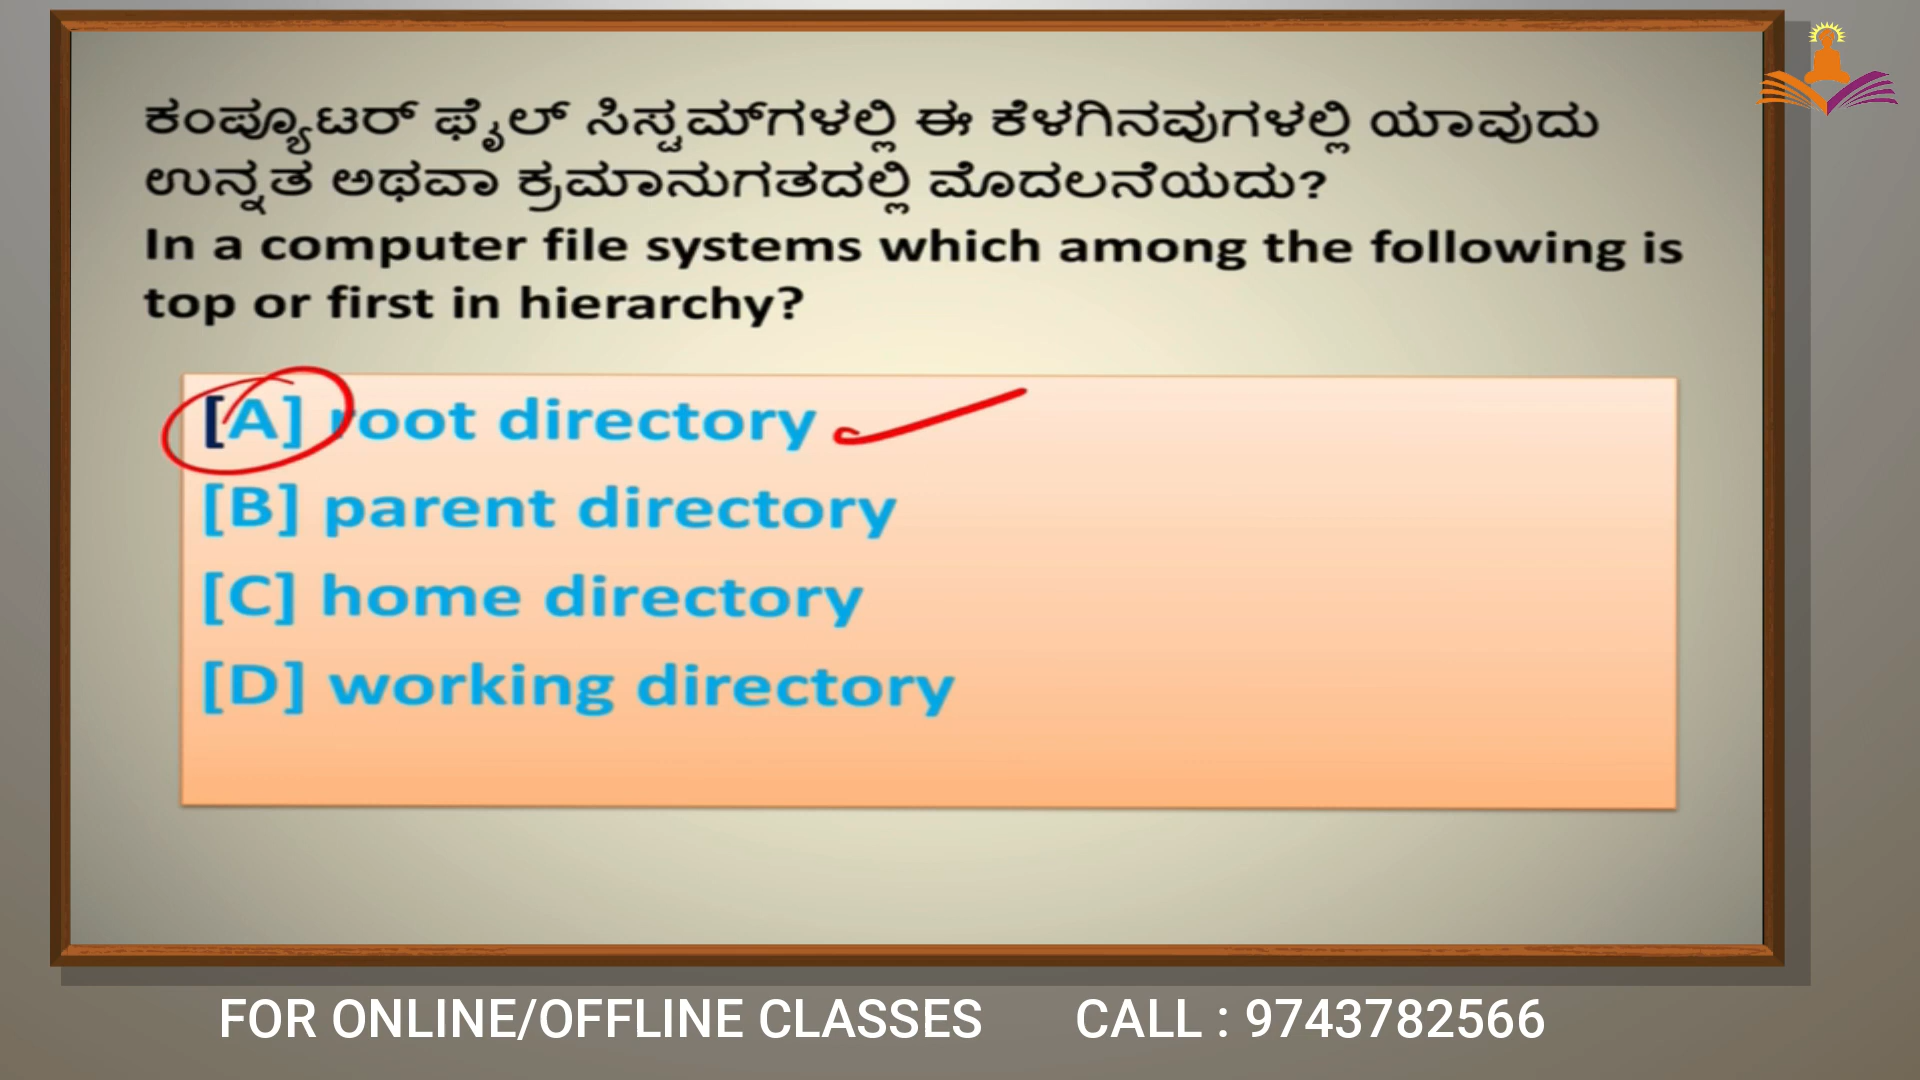 ಕಂಪ್ಯೂಟರ್ ಫೈಲ್ ಸಿಸ್ಟಮ್‌ಗಳಲ್ಲಿ ಈ ಕೆಳಗಿನವುಗಳಲ್ಲಿ ಯಾವುದು
ಉನ್ನತ ಅಥವಾ ಕ್ರಮಾನುಗತದಲ್ಲಿ ಮೊದಲನೆಯದು?
In a computer file systems which among the following is
top or first in hierarchy?
[A] root directory
[B] parent directory
[C] home directory
[D] working directory
FOR ONLINE/OFFLINE CLASSES CALL : 9743782566